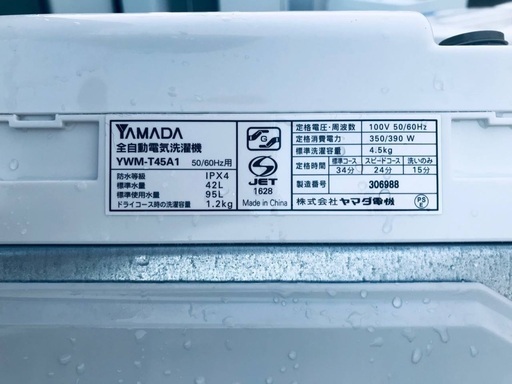 YAMADA
全自動電気洗濯機
YWM-T45A1 50/60Hz用
防水等級 IPX4
標準水量 42L
標準使用水量 95L
ドライコース時の洗濯容量 1.2kg
G
JET
1628
Made in China
定格電圧・周波数 100V 50/60Hz
定格消費電力 350/390 W
標準洗濯容量 4.5kg
定格時間 標準コース スピードコース 洗いのみ
34分 24分 15分
製造番号 306988
株式会社 ヤマダ電機
PS
E